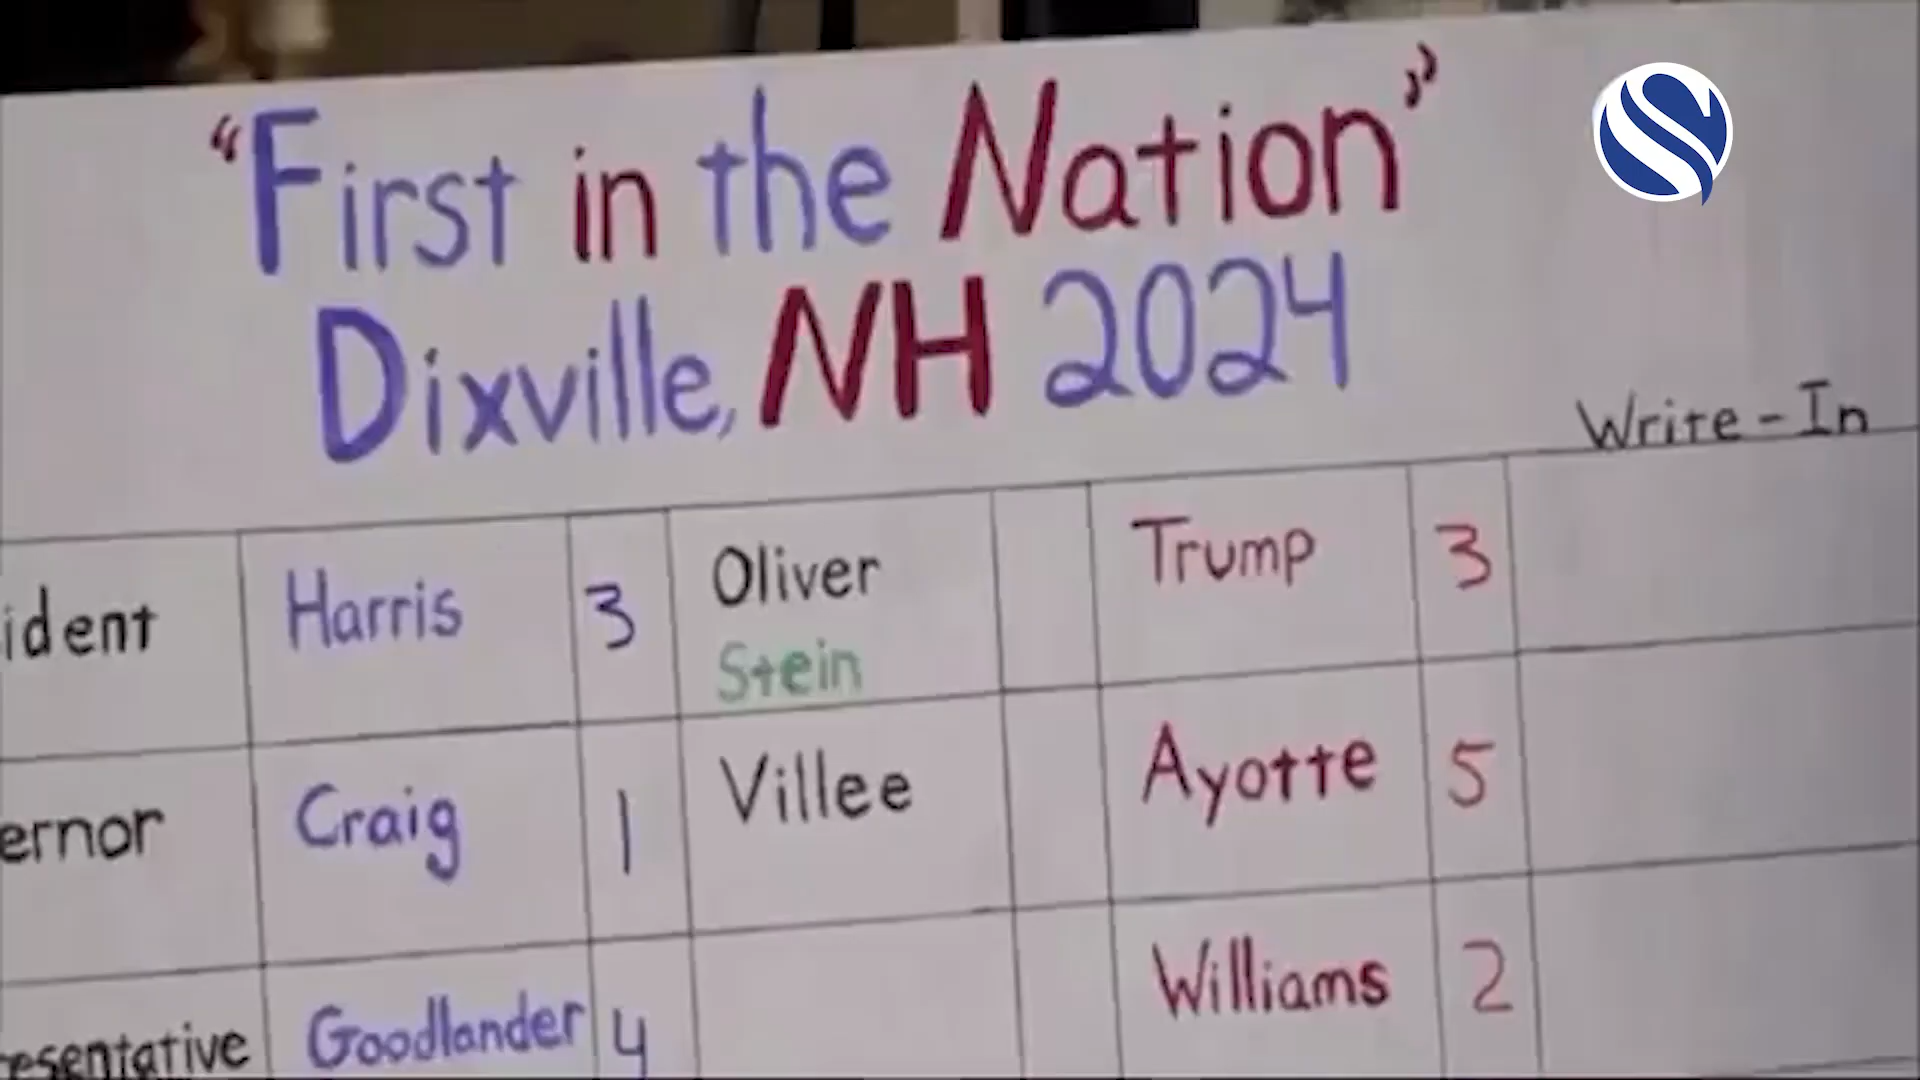 "First in the Nation"
Dixville, NH 2024
Write-In
ident Harris 3 Oliver Trump 3
Stein
ernor Craig 1 Villee Ayotte 5
Williams 2
resentative Goodlander 4